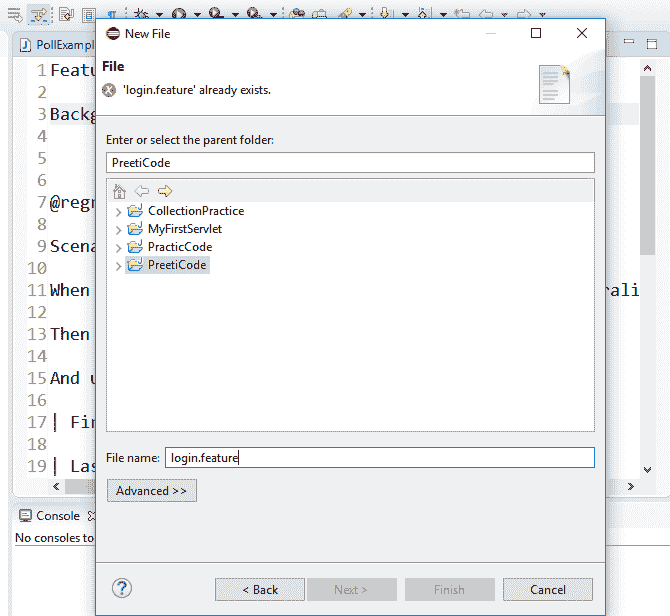 New File
File
'login.feature' already exists.
Enter or select the parent folder:
PreetiCode
CollectionPractice
MyFirstServlet
PracticCode
PreetiCode
File name: login.feature
Advanced >>
< Back Next > Finish Cancel
PollExampl
1 Featu
2
3 Backg
4
5
6
7 @regr
8
9 Scena
10
11 When rali
12
13 Then
14
15 And u
16
17 | Fir
18
19 | Las
Console
No consoles to